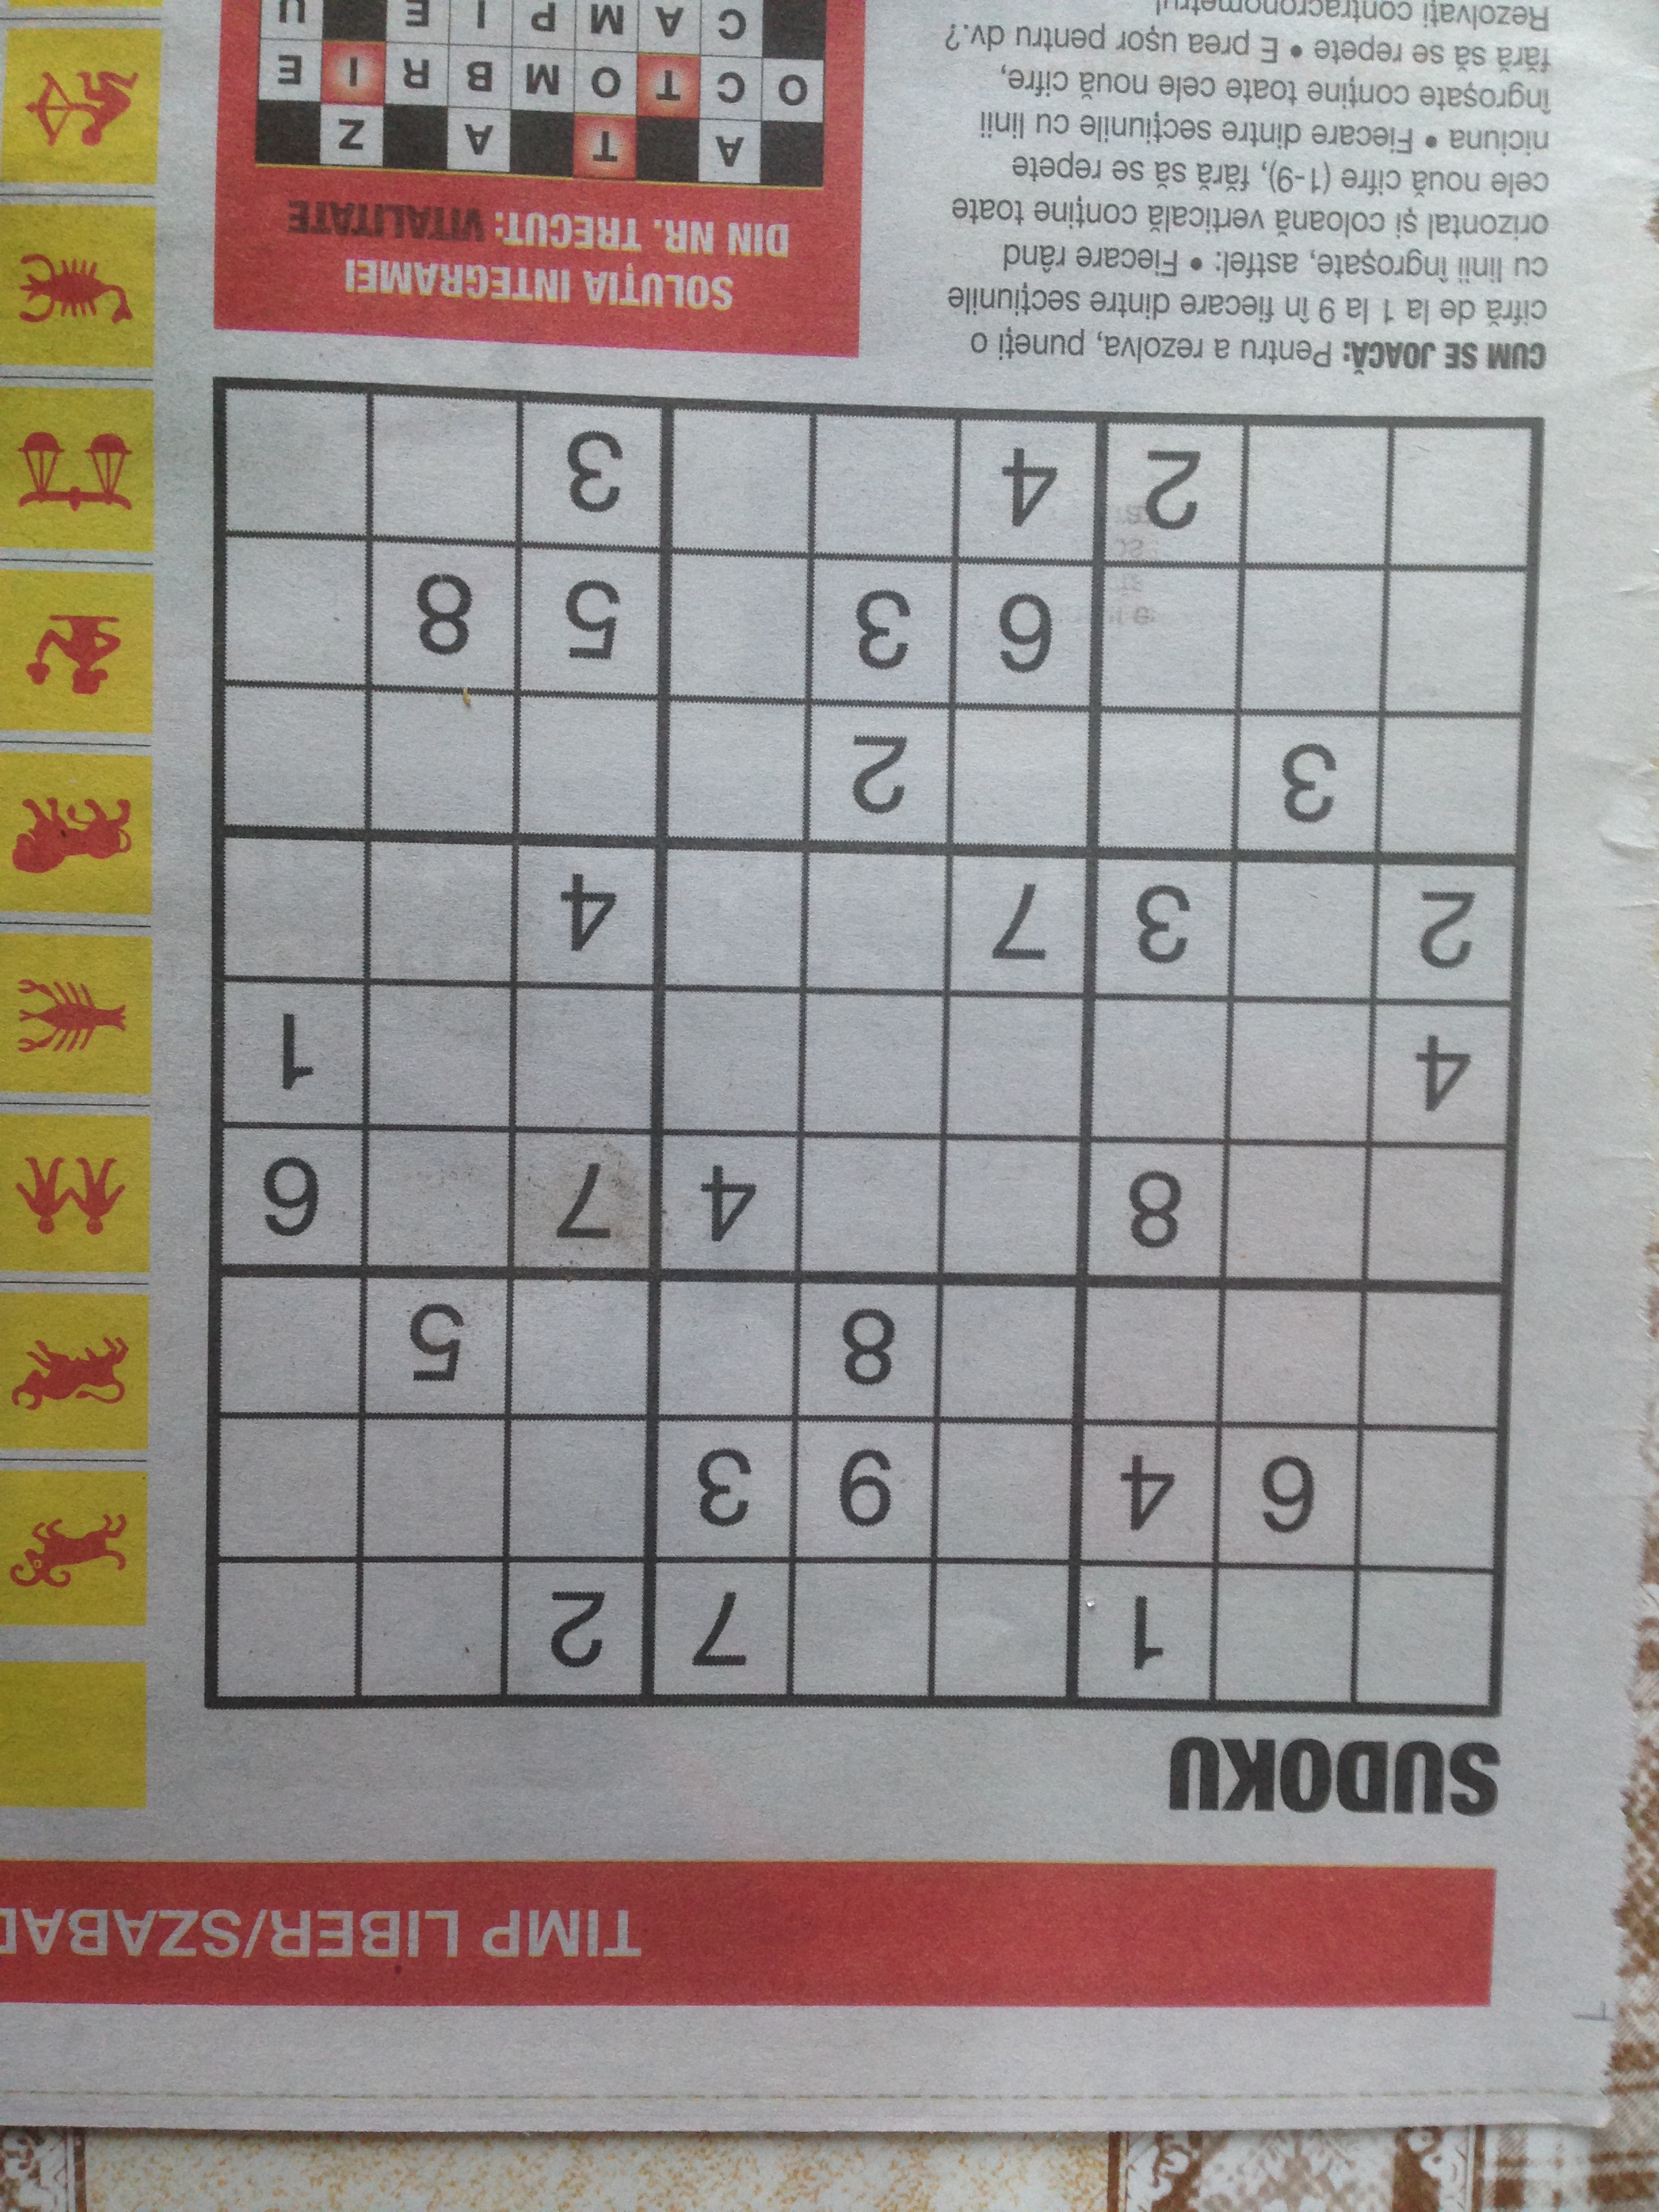 TIMP LIBER/SZABAD
SUDOKU
1 7 2
6 4 9 3
8 5
8 4 7 6
4 1
2 3 7 4
3 2
6 3 5 8
2 4 3
CUM SE JOACĂ: Pentru a rezolva, puneți o
cifră de la 1 la 9 în fiecare dintre secțiunile
cu linii îngroșate, astfel: • Fiecare rând
orizontal și coloană verticală conține toate
cele nouă cifre (1-9), fără să se repete
niciuna • Fiecare dintre secțiunile cu linii
îngroșate conține toate cele nouă cifre,
fără să se repete • E prea ușor pentru dv.?
Rezolvați contracronometru!
SOLUȚIA INTEGRAMEI
DIN NR. TRECUT: VITALITATE
A T A Z
O C T O M B R I E
C A M P I E U